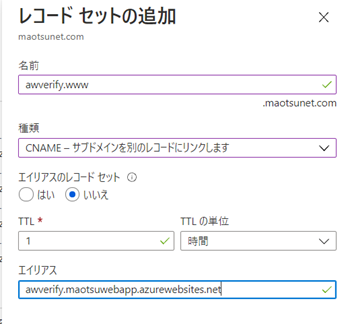 レコード セットの追加
maotsunet.com
名前
awverify.www
.maotsunet.com
種類
CNAME – サブドメインを別のレコードにリンクします
エイリアスのレコード セット
はい いいえ
TTL * TTL の単位
1 時間
エイリアス
awverify.maotsuwebapp.azurewebsites.net